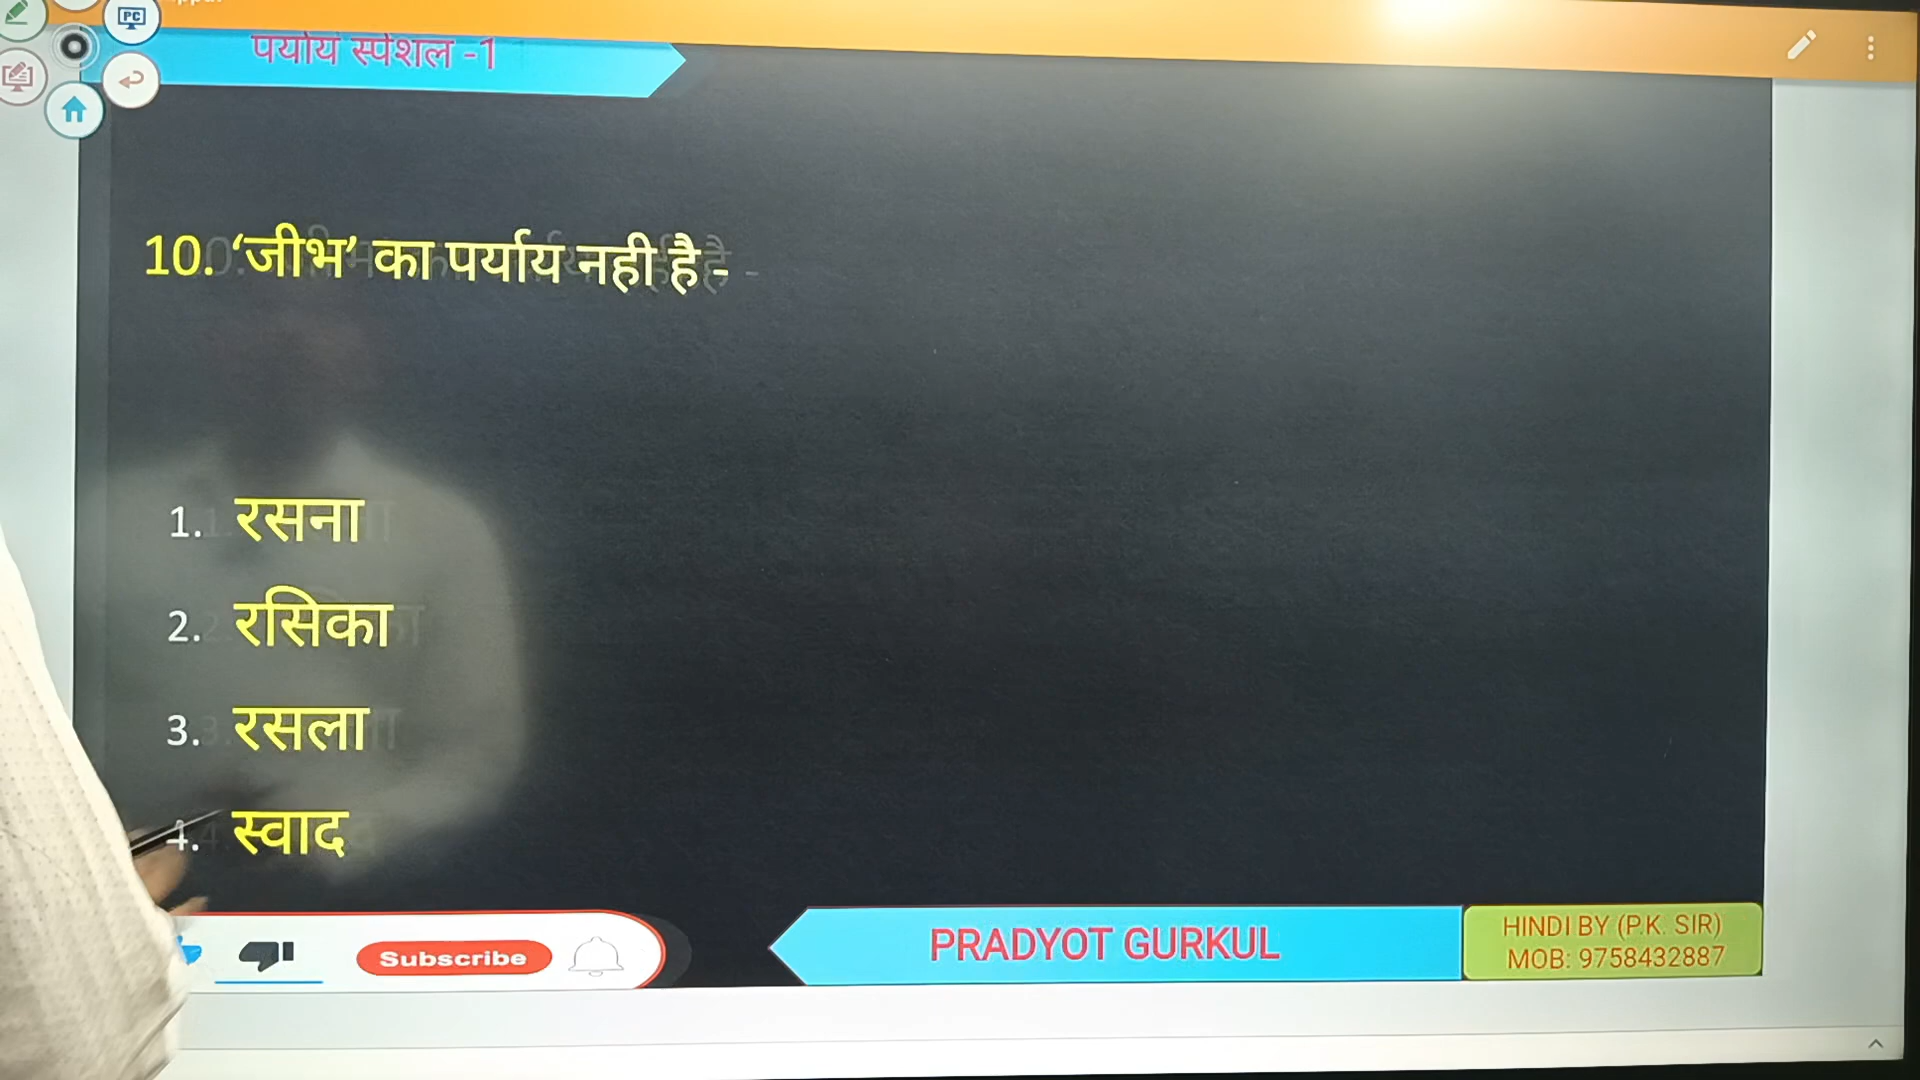 पर्याय स्पेशल -1
PC
10. ‘जीभ’ का पर्याय नही है -
1. रसना
2. रसिका
3. रसला
4. स्वाद
Subscribe
PRADYOT GURKUL
HINDI BY (P.K. SIR)
MOB: 9758432887